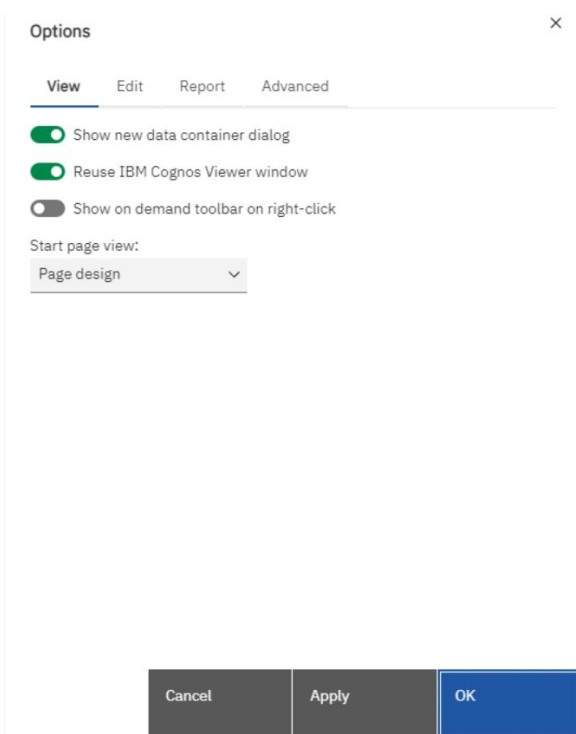 Options
View Edit Report Advanced
Show new data container dialog
Reuse IBM Cognos Viewer window
Show on demand toolbar on right-click
Start page view:
Page design
Cancel Apply OK